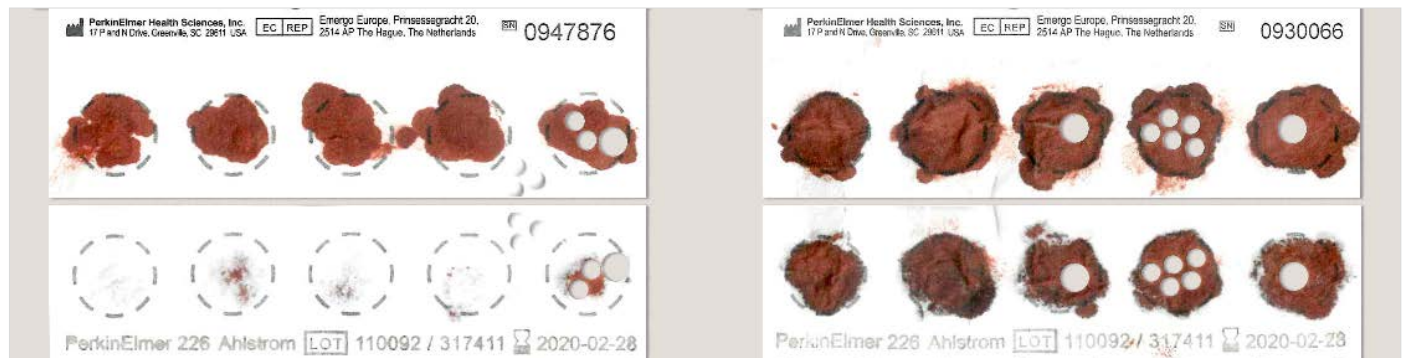 PerkinElmer Health Sciences, Inc.
17 P and N Drive, Greenville, SC 29611 USA
EC REP
Emergo Europe, Prinsessegracht 20,
2514 AP The Hague, The Netherlands
SN 0947876
PerkinElmer 226 Ahlstrom LOT 110092 / 317411 2020-02-28
PerkinElmer Health Sciences, Inc.
17 P and N Drive, Greenville, SC 29611 USA
EC REP
Emergo Europe, Prinsessegracht 20,
2514 AP The Hague, The Netherlands
SN 0930066
PerkinElmer 226 Ahlstrom LOT 110092 / 317411 2020-02-28